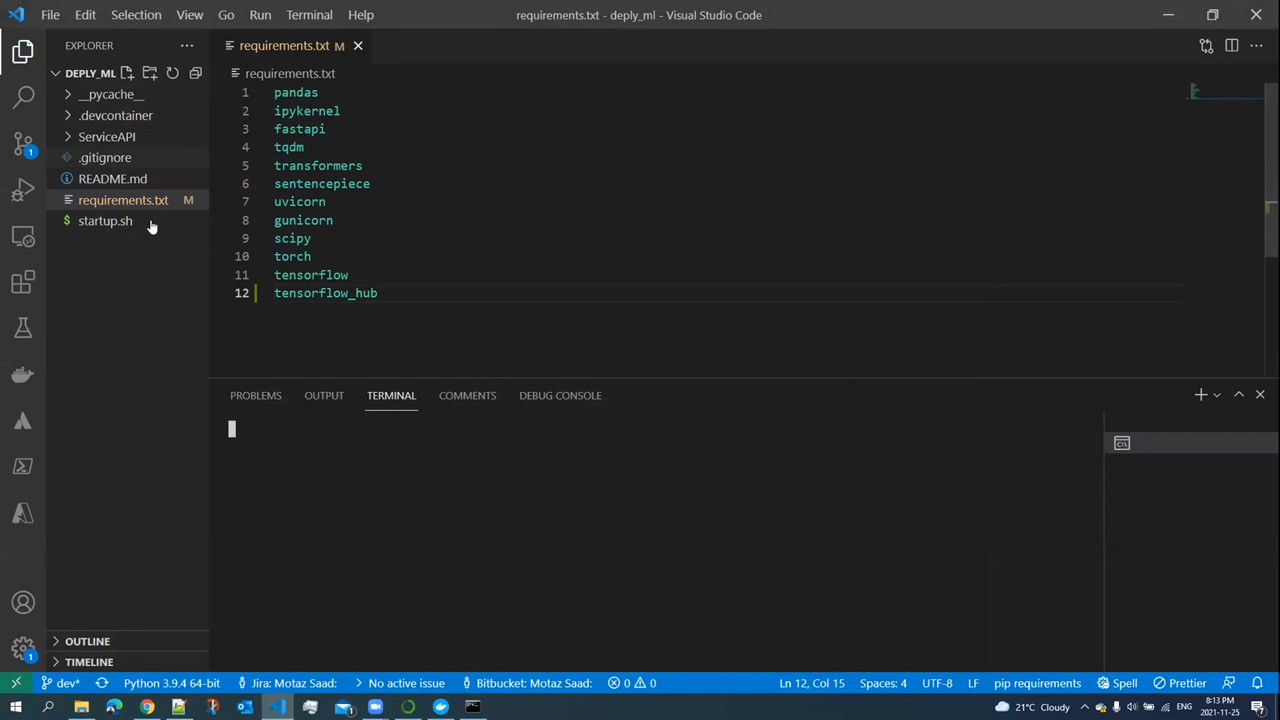 File Edit Selection View Go Run Terminal Help
requirements.txt - deply_ml - Visual Studio Code
EXPLORER
DEPLY_ML
__pycache__
.devcontainer
ServiceAPI
.gitignore
README.md
requirements.txt M
startup.sh
OUTLINE
TIMELINE
requirements.txt M
requirements.txt
1 pandas
2 ipykernel
3 fastapi
4 tqdm
5 transformers
6 sentencepiece
7 uvicorn
8 gunicorn
9 scipy
10 torch
11 tensorflow
12 tensorflow_hub
PROBLEMS OUTPUT TERMINAL COMMENTS DEBUG CONSOLE
1
1
dev* Python 3.9.4 64-bit Jira: Motaz Saad: No active issue Bitbucket: Motaz Saad: 0 0 Ln 12, Col 15 Spaces: 4 UTF-8 LF pip requirements Spell Prettier
21°C Cloudy ENG 8:13 PM
2021-11-25